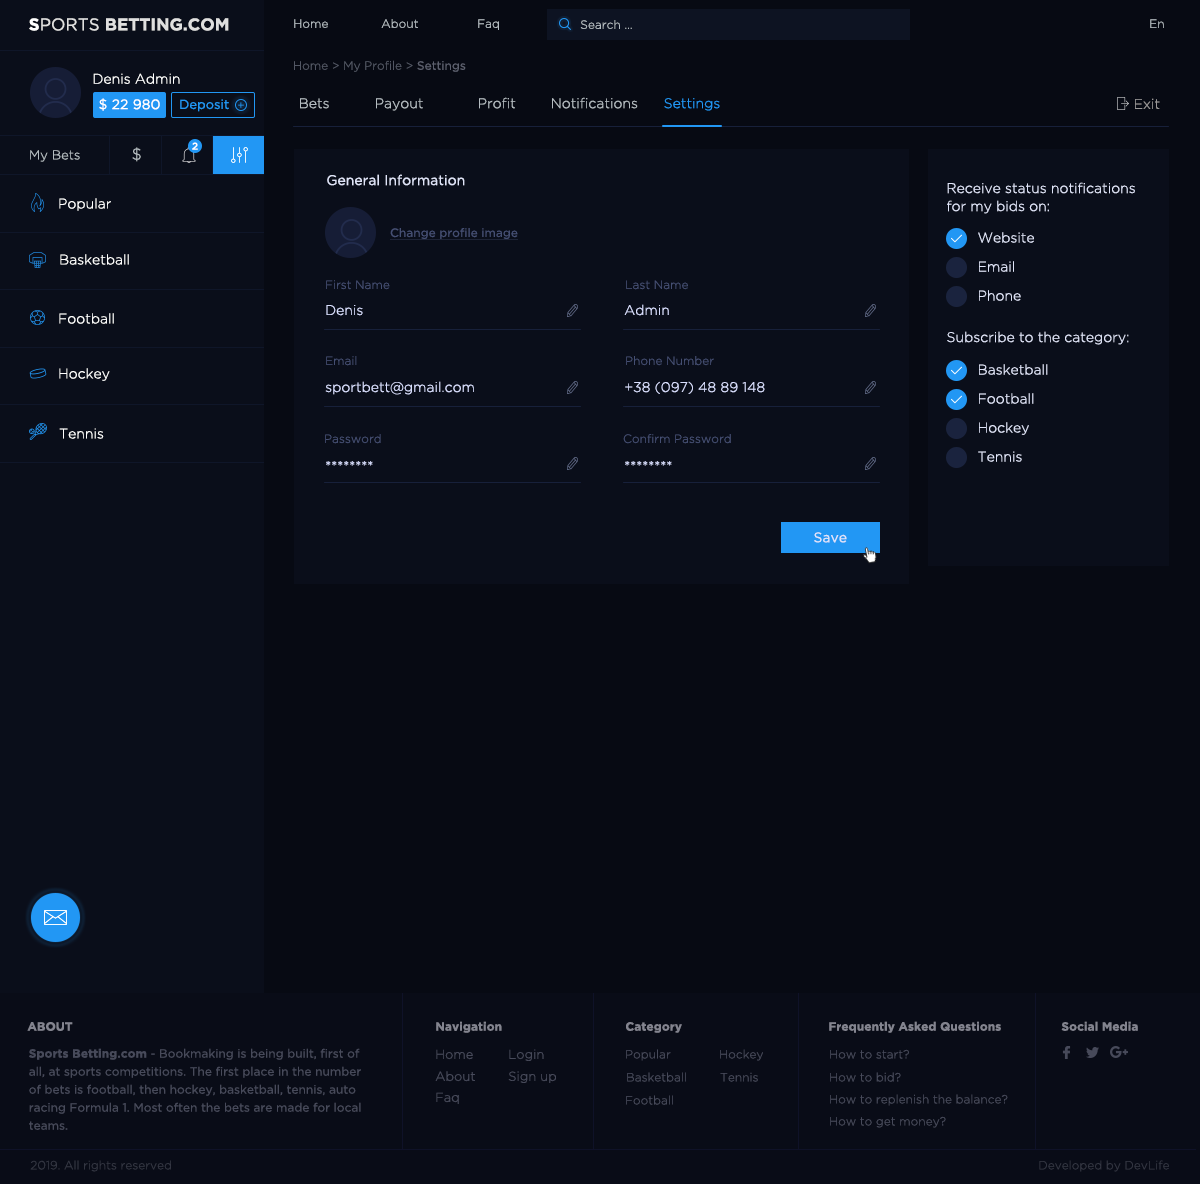 SPORTS BETTING.COM
Home
About
Faq
Search ...
En
Denis Admin
$ 22 980
Deposit
My Bets
$
2
Popular
Basketball
Football
Hockey
Tennis
Home > My Profile > Settings
Bets
Payout
Profit
Notifications
Settings
Exit
General Information
Change profile image
First Name
Denis
Last Name
Admin
Email
sportbett@gmail.com
Phone Number
+38 (097) 48 89 148
Password
********
Confirm Password
********
Save
Receive status notifications
for my bids on:
Website
Email
Phone
Subscribe to the category:
Basketball
Football
Hockey
Tennis
ABOUT
Sports Betting.com - Bookmaking is being built, first of
all, at sports competitions. The first place in the number
of bets is football, then hockey, basketball, tennis, auto
racing Formula 1. Most often the bets are made for local
teams.
Navigation
Home
Login
About
Sign up
Faq
Category
Popular
Hockey
Basketball
Tennis
Football
Frequently Asked Questions
How to start?
How to bid?
How to replenish the balance?
How to get money?
Social Media
f
G+
2019. All rights reserved
Developed by DevLife